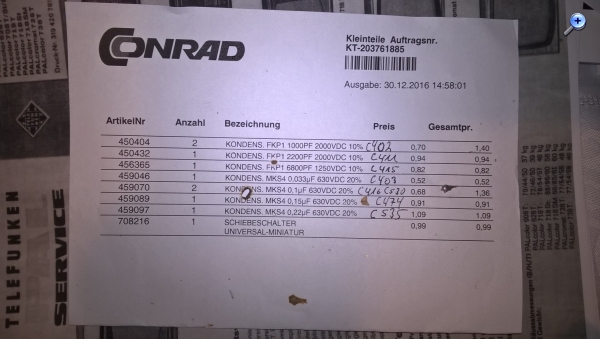 CONRAD
Kleinteile Auftragsnr.
KT-203761885
Ausgabe: 30.12.2016 14:58:01
ArtikelNr Anzahl Bezeichnung Preis Gesamtpr.
450404 2 KONDENS. FKP1 1000PF 2000VDC 10% C402 0,70 1,40
450432 1 KONDENS. FKP1 2200PF 2000VDC 10% C411 0,94 0,94
456365 1 KONDENS. FKP1 6800PF 1250VDC 10% C415 0,82 0,82
459046 1 KONDENS. MKS4 0,033µF 630VDC 20% C403 0,52 0,52
459070 2 KONDENS. MKS4 0,1µF 630VDC 20% C416 C520 0,68 1,36
459089 1 KONDENS. MKS4 0,15µF 630VDC 20% C474 0,91 0,91
459097 1 KONDENS. MKS4 0,22µF 630VDC 20% C535 1,09 1,09
708216 1 SCHIEBESCHALTER 0,99 0,99
UNIVERSAL-MINIATUR
TELEFUNKEN
SERVICE